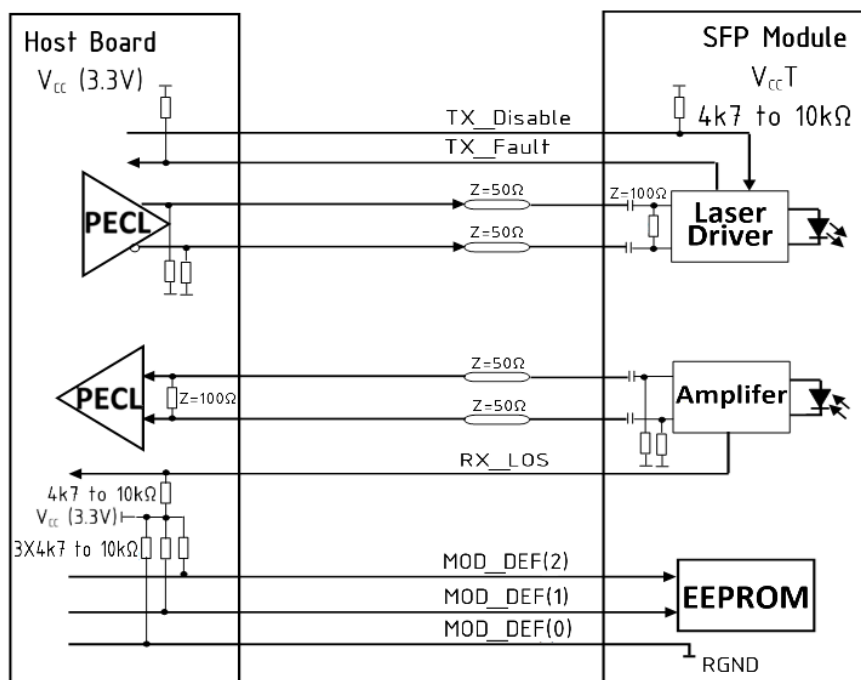 Host Board
V_CC (3.3V)
SFP Module
V_CCT
4k7 to 10kΩ
TX_Disable
TX_Fault
Z=50Ω
Z=100Ω
PECL
Laser
Driver
Z=50Ω
Z=50Ω
PECL
Z=100Ω
Z=50Ω
Amplifer
RX_LOS
4k7 to 10kΩ
V_CC (3.3V)
3X4k7 to 10kΩ
MOD_DEF(2)
MOD_DEF(1)
EEPROM
MOD_DEF(0)
RGND